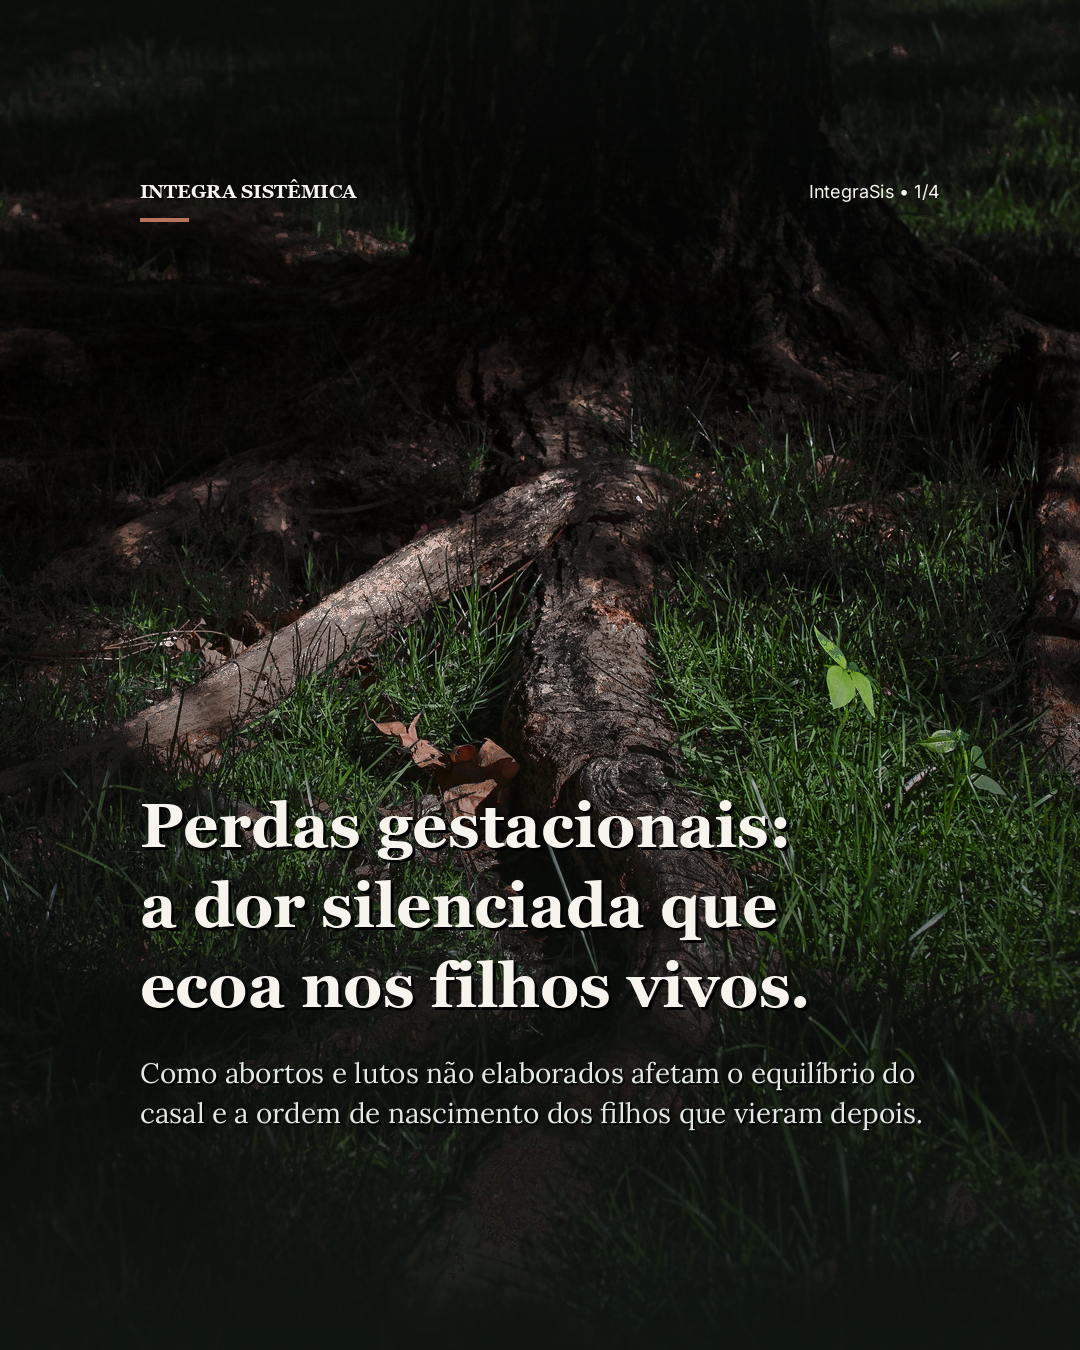 INTEGRA SISTÊMICA
IntegraSis • 1/4
Perdas gestacionais:
a dor silenciada que
ecoa nos filhos vivos.
Como abortos e lutos não elaborados afetam o equilíbrio do
casal e a ordem de nascimento dos filhos que vieram depois.